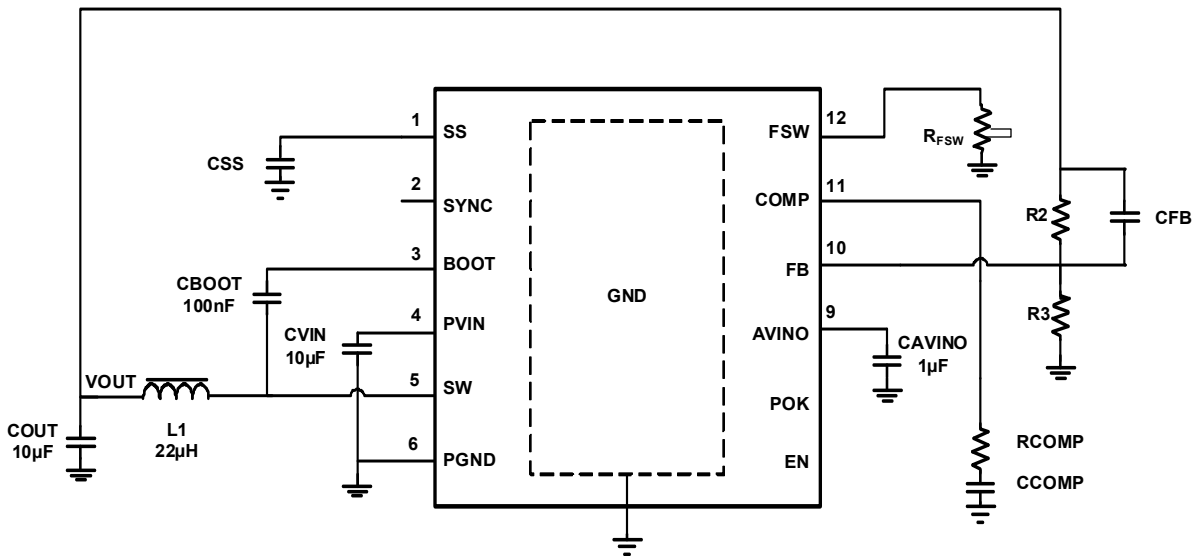 1
SS
CSS
2
SYNC
3
BOOT
CBOOT
100nF
4
PVIN
CVIN
10µF
VOUT
5
SW
COUT
10µF
L1
22µH
6
PGND
GND
12
FSW
RFSW
11
COMP
R2
CFB
10
FB
R3
9
AVINO
CAVINO
1µF
POK
EN
RCOMP
CCOMP